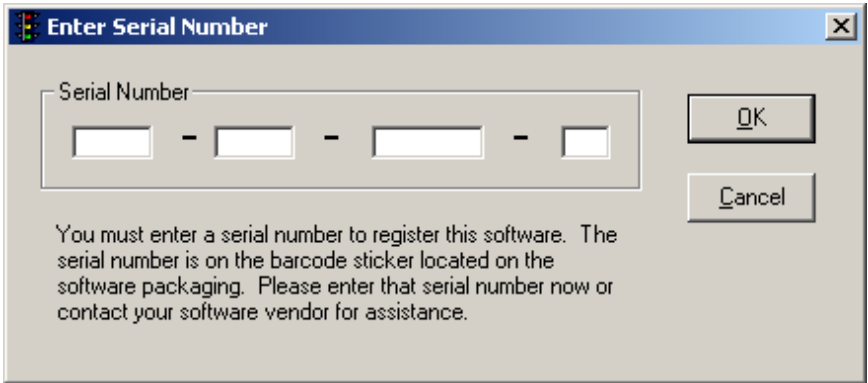 Enter Serial Number
Serial Number
- - -
OK
Cancel
You must enter a serial number to register this software.  The
serial number is on the barcode sticker located on the
software packaging.  Please enter that serial number now or
contact your software vendor for assistance.